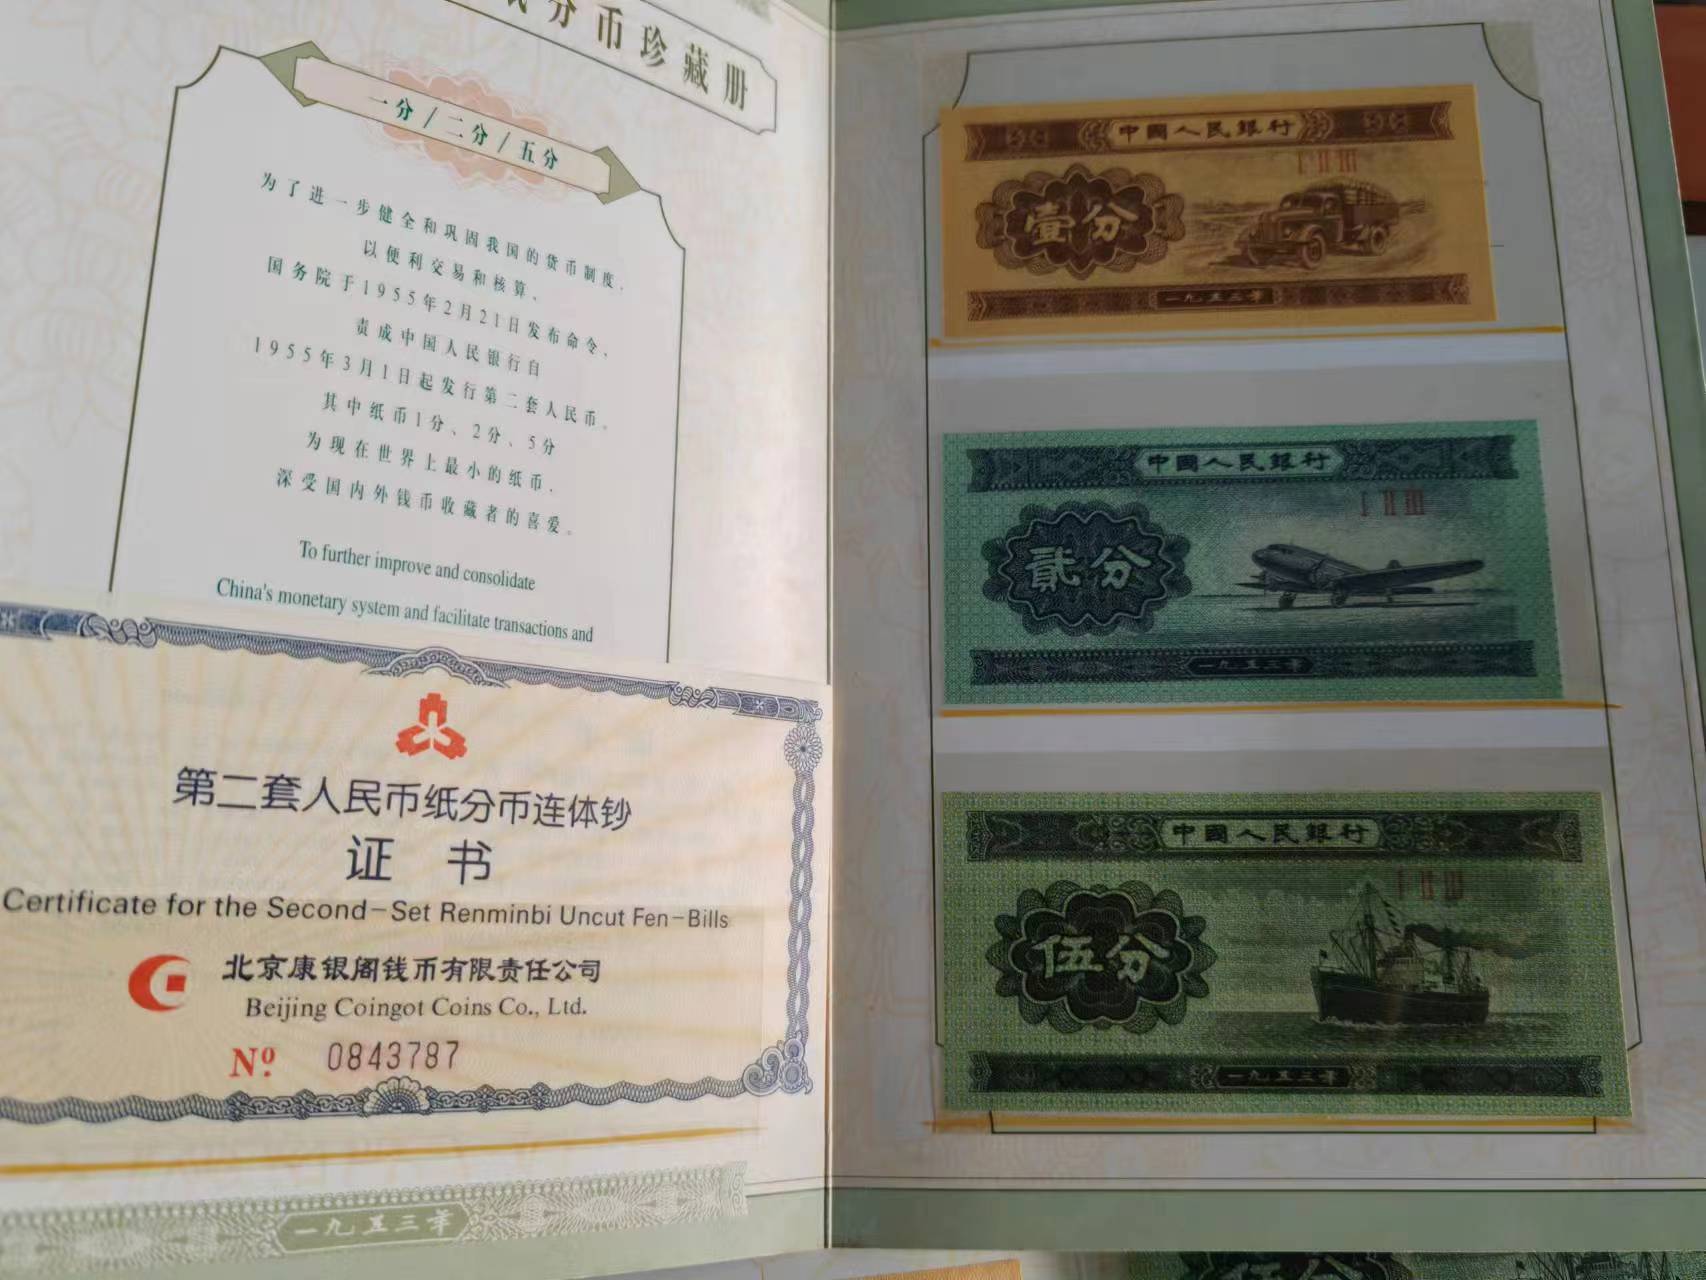 分币珍藏册
一分/二分/五分
为了进一步健全和巩固我国的货币制度，
以便利交易和核算、
国务院于1955年2月21日发布命令、
责成中国人民银行自
1955年3月1日起发行第二套人民币。
其中纸币1分、2分、5分
为现在世界上最小的纸币，
深受国内外钱币收藏者的喜爱。
To further improve and consolidate
China's monetary system and facilitate transactions and
第二套人民币纸分币连体钞
证 书
Certificate for the Second-Set Renminbi Uncut Fen-Bills
北京康银阁钱币有限责任公司
Beijing Coingot Coins Co., Ltd.
Nº 0843787
一九五三年
中國人民銀行
I II III
壹分
一九五三年
中國人民銀行
I II III
貳分
一九五三年
中國人民銀行
I II III
伍分
一九五三年
伍分